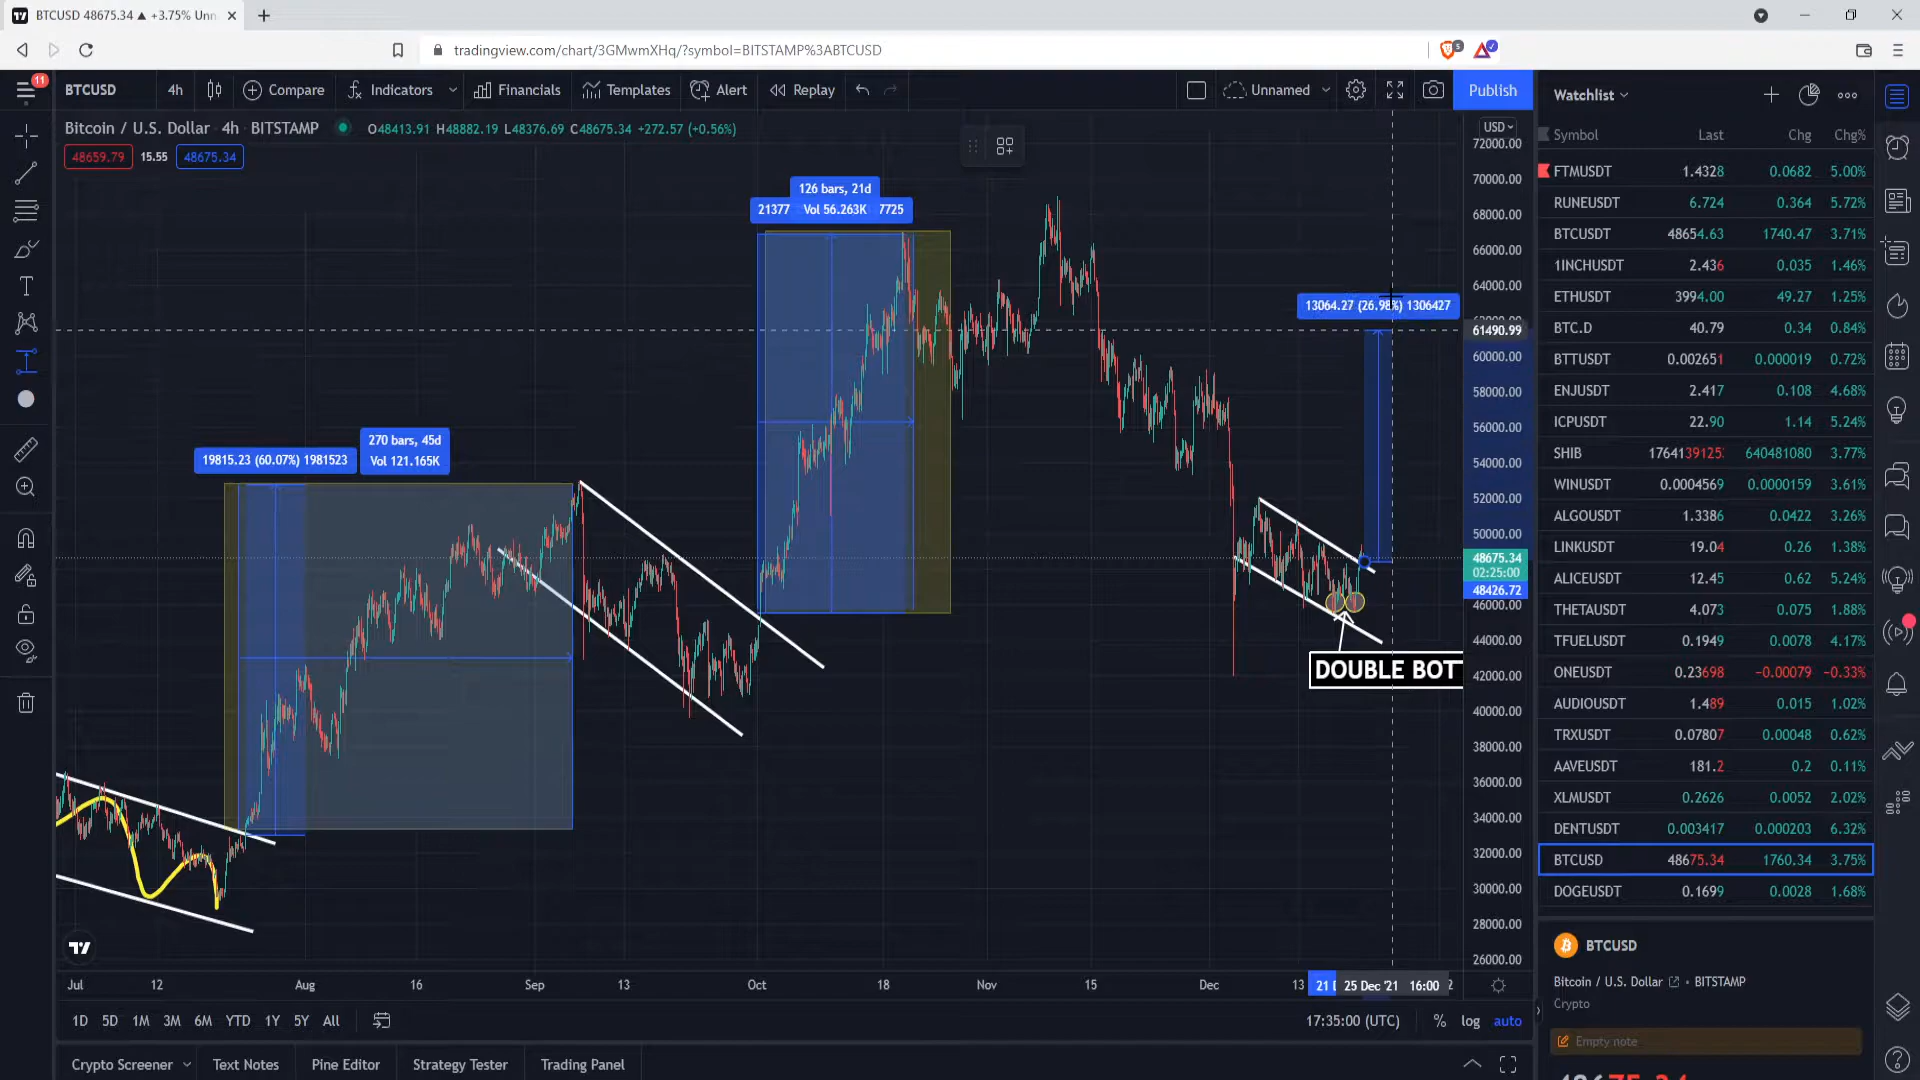 BTCUSD 48675.34 ▲ +3.75% Unn
tradingview.com/chart/3GMwmXHq/?symbol=BITSTAMP%3ABTCUSD
11
BTCUSD 4h Compare Indicators Financials Templates Alert Replay Unnamed Publish
Bitcoin / U.S. Dollar · 4h · BITSTAMP O48413.91 H48882.19 L48376.69 C48675.34 +272.57 (+0.56%)
48659.79 15.55 48675.34
USD
72000.00
70000.00
68000.00
66000.00
64000.00
61490.99
60000.00
58000.00
56000.00
54000.00
52000.00
50000.00
48675.34
02:25:00
48426.72
46000.00
44000.00
42000.00
40000.00
38000.00
36000.00
34000.00
32000.00
30000.00
28000.00
26000.00
126 bars, 21d
21377 Vol 56.263K 7725
13064.27 (26.98%) 1306427
19815.23 (60.07%) 1981523
270 bars, 45d
Vol 121.165K
DOUBLE BOTT
Jul 12 Aug 16 Sep 13 Oct 18 Nov 15 Dec 13 25 Dec '21 16:00
1D 5D 1M 3M 6M YTD 1Y 5Y All
17:35:00 (UTC) % log auto
Crypto Screener Text Notes Pine Editor Strategy Tester Trading Panel
Watchlist
Symbol Last Chg Chg%
FTMUSDT 1.4328 0.0682 5.00%
RUNEUSDT 6.724 0.364 5.72%
BTCUSDT 48654.63 1740.47 3.71%
1INCHUSDT 2.436 0.035 1.46%
ETHUSDT 3994.00 49.27 1.25%
BTC.D 40.79 0.34 0.84%
BTTUSDT 0.002651 0.000019 0.72%
ENJUSDT 2.417 0.108 4.68%
ICPUSDT 22.90 1.14 5.24%
SHIB 640481080 3.77%
WINUSDT 0.0004569 0.0000159 3.61%
ALGOUSDT 1.3386 0.0422 3.26%
LINKUSDT 19.04 0.26 1.38%
ALICEUSDT 12.45 0.62 5.24%
THETAUSDT 4.073 0.075 1.88%
TFUELUSDT 0.1949 0.0078 4.17%
ONEUSDT 0.23698 −0.00079 −0.33%
AUDIOUSDT 1.489 0.015 1.02%
TRXUSDT 0.07807 0.00048 0.62%
AAVEUSDT 181.2 0.2 0.11%
XLMUSDT 0.2626 0.0052 2.02%
DENTUSDT 0.003417 0.000203 6.32%
BTCUSD 48675.34 1760.34 3.75%
DOGEUSDT 0.1699 0.0028 1.68%
BTCUSD
Bitcoin / U.S. Dollar • BITSTAMP
Crypto
Empty note